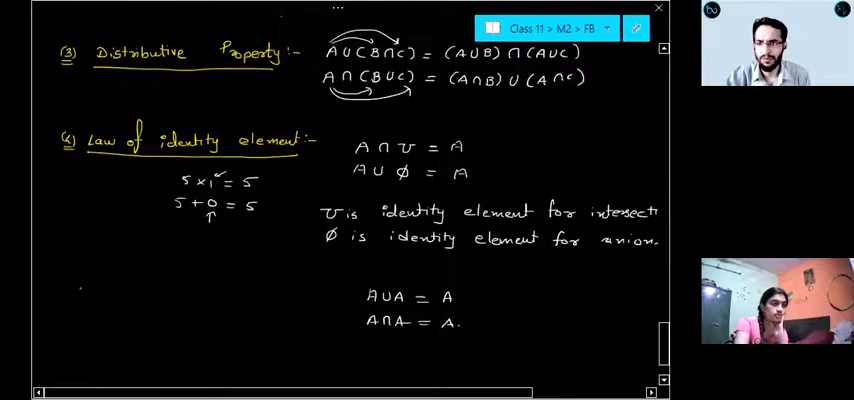 Class 11 > M2 > FB
(3) Distributive Property :- A ∪ (B ∩ C) = (A ∪ B) ∩ (A ∪ C)
A ∩ (B ∪ C) = (A ∩ B) ∪ (A ∩ C)
(4) Law of identity element :-
A ∩ U = A
A ∪ ϕ = A
5 × 1 = 5
5 + 0 = 5
U is identity element for intersecti
ϕ is identity element for union.
A ∪ A = A
A ∩ A = A.